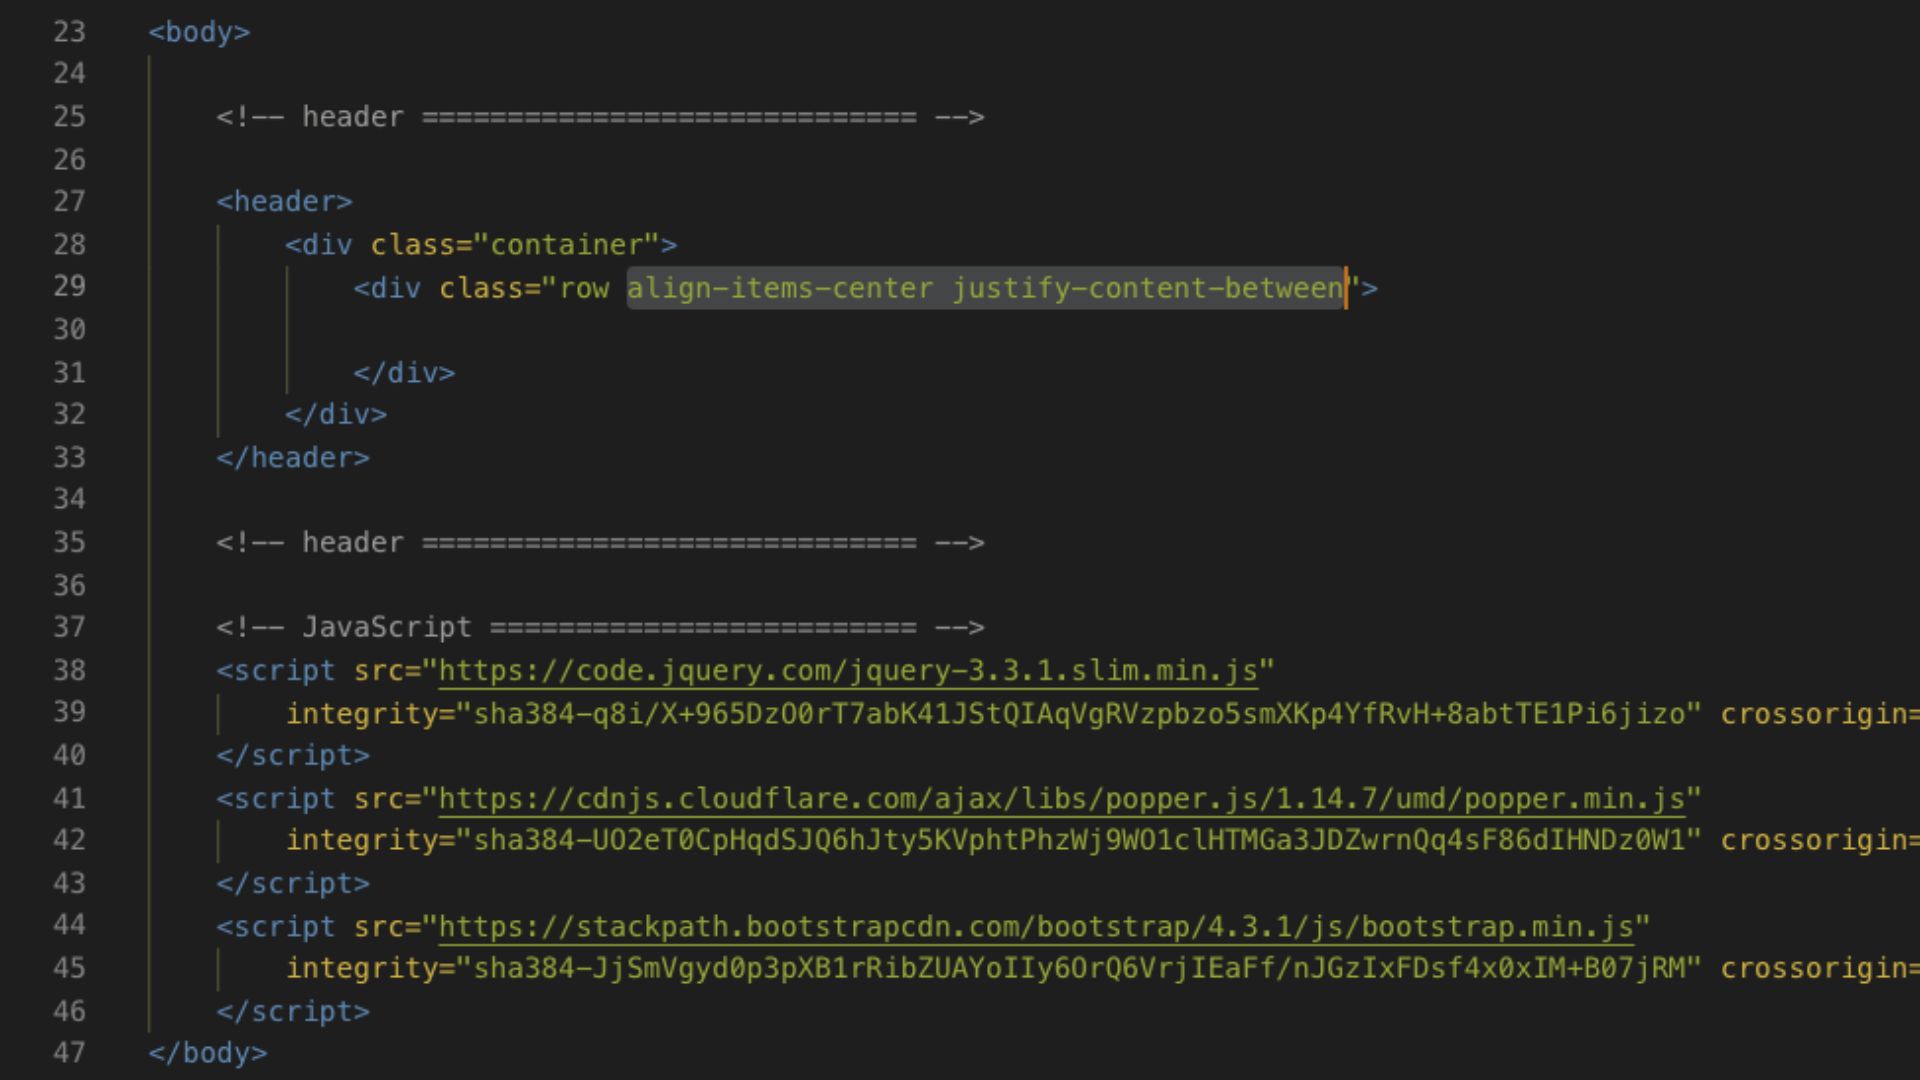 23 <body>
24
25 <!-- header ============================= -->
26
27 <header>
28 <div class="container">
29 <div class="row align-items-center justify-content-between">
30
31 </div>
32 </div>
33 </header>
34
35 <!-- header ============================= -->
36
37 <!-- JavaScript ========================= -->
38 <script src="https://code.jquery.com/jquery-3.3.1.slim.min.js"
39 integrity="sha384-q8i/X+965DzO0rT7abK41JStQIAqVgRVzpbzo5smXKp4YfRvH+8abtTE1Pi6jizo" crossorigin=
40 </script>
41 <script src="https://cdnjs.cloudflare.com/ajax/libs/popper.js/1.14.7/umd/popper.min.js"
42 integrity="sha384-UO2eT0CpHqdSJQ6hJty5KVphtPhzWj9WO1clHTMGa3JDZwrnQq4sF86dIHNDz0W1" crossorigin=
43 </script>
44 <script src="https://stackpath.bootstrapcdn.com/bootstrap/4.3.1/js/bootstrap.min.js"
45 integrity="sha384-JjSmVgyd0p3pXB1rRibZUAYoIIy6OrQ6VrjIEaFf/nJGzIxFDsf4x0xIM+B07jRM" crossorigin=
46 </script>
47 </body>